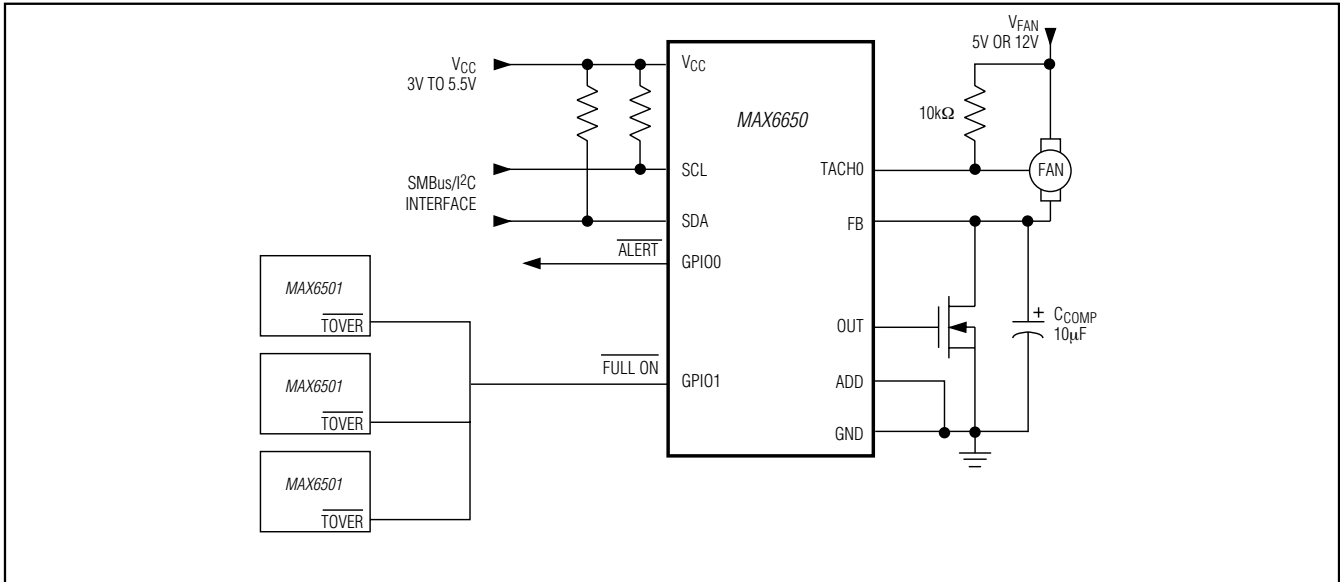 VCC
3V TO 5.5V
SMBus/I2C
INTERFACE
ALERT
FULL ON
MAX6501
TOVER
MAX6501
TOVER
MAX6501
TOVER
VCC
SCL
SDA
GPIO0
GPIO1
MAX6650
TACH0
FB
OUT
ADD
GND
VFAN
5V OR 12V
10kΩ
FAN
+ CCOMP
10μF